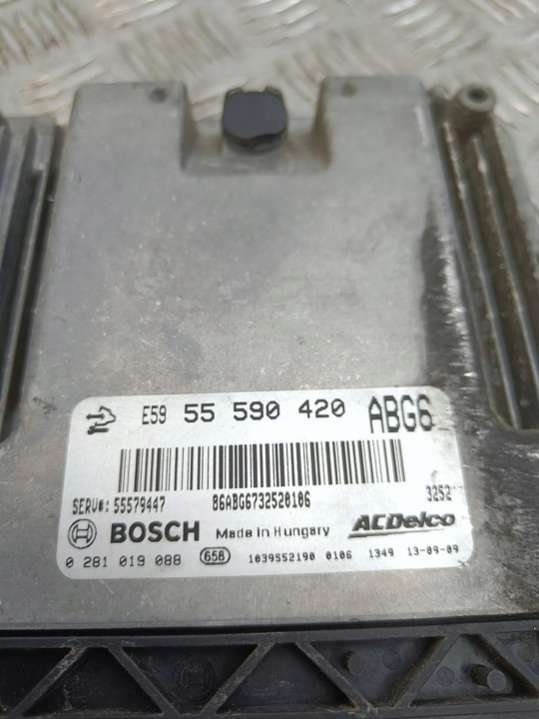 E59 55 590 420 ABG6
SERV#: 55579447 86ABG6732520106 3252
BOSCH Made in Hungary ACDelco
0 281 019 088 658 1039S52190 0106 1349 13-09-09